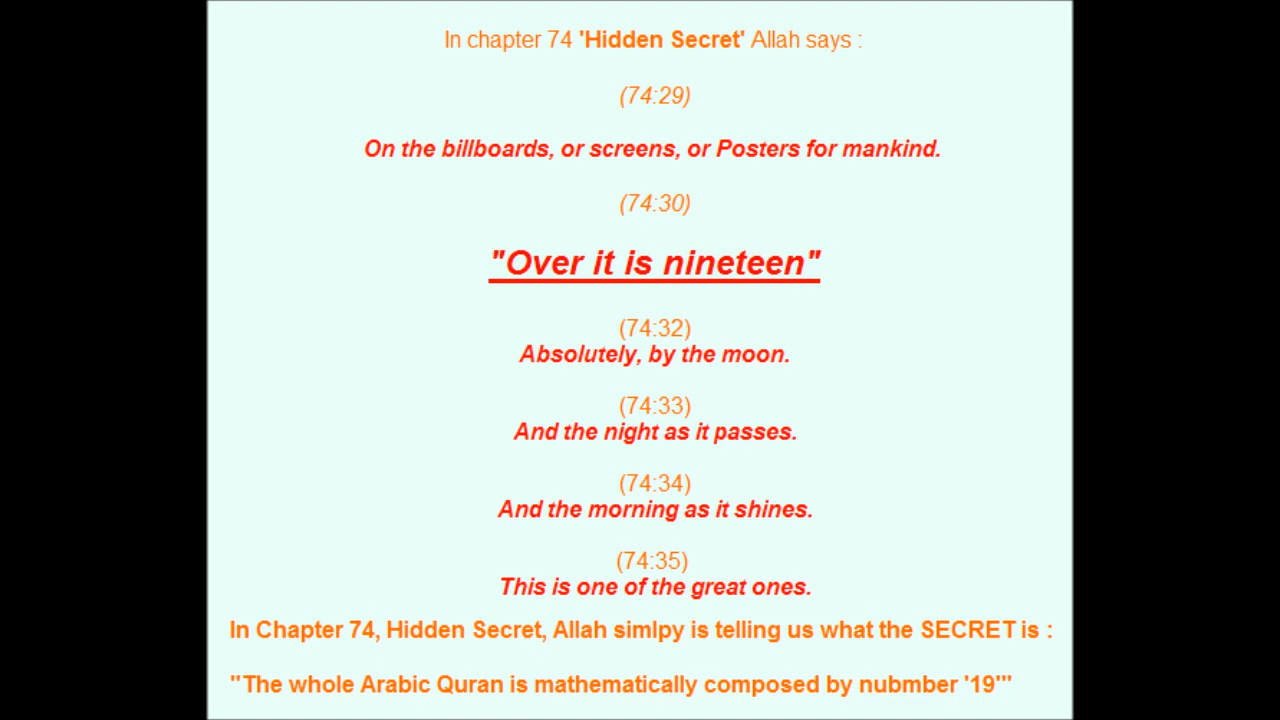 In chapter 74 'Hidden Secret' Allah says :
(74:29)
On the billboards, or screens, or Posters for mankind.
(74:30)
"Over it is nineteen"
(74:32)
Absolutely, by the moon.
(74:33)
And the night as it passes.
(74:34)
And the morning as it shines.
(74:35)
This is one of the great ones.
In Chapter 74, Hidden Secret, Allah simlpy is telling us what the SECRET is :
"The whole Arabic Quran is mathematically composed by nubmber '19'"